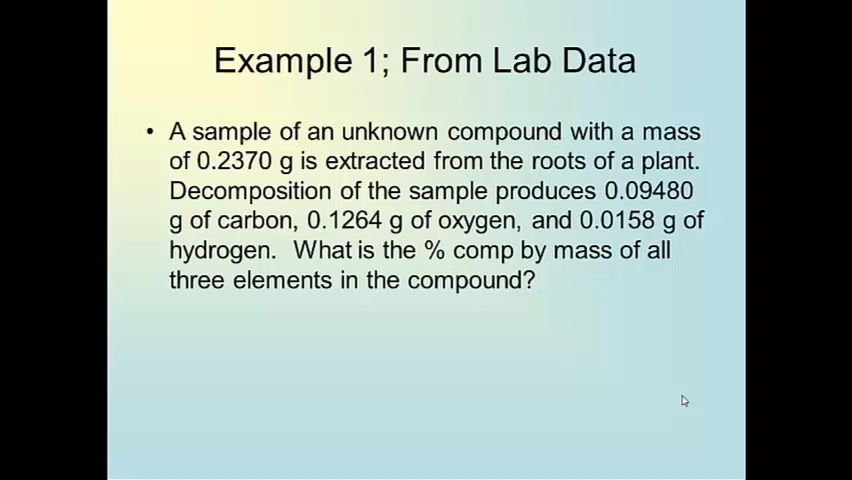 Example 1; From Lab Data
• A sample of an unknown compound with a mass
of 0.2370 g is extracted from the roots of a plant.
Decomposition of the sample produces 0.09480
g of carbon, 0.1264 g of oxygen, and 0.0158 g of
hydrogen.  What is the % comp by mass of all
three elements in the compound?